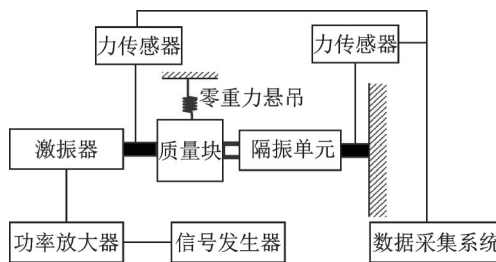 力传感器
力传感器
零重力悬吊
激振器
质量块
隔振单元
功率放大器
信号发生器
数据采集系统